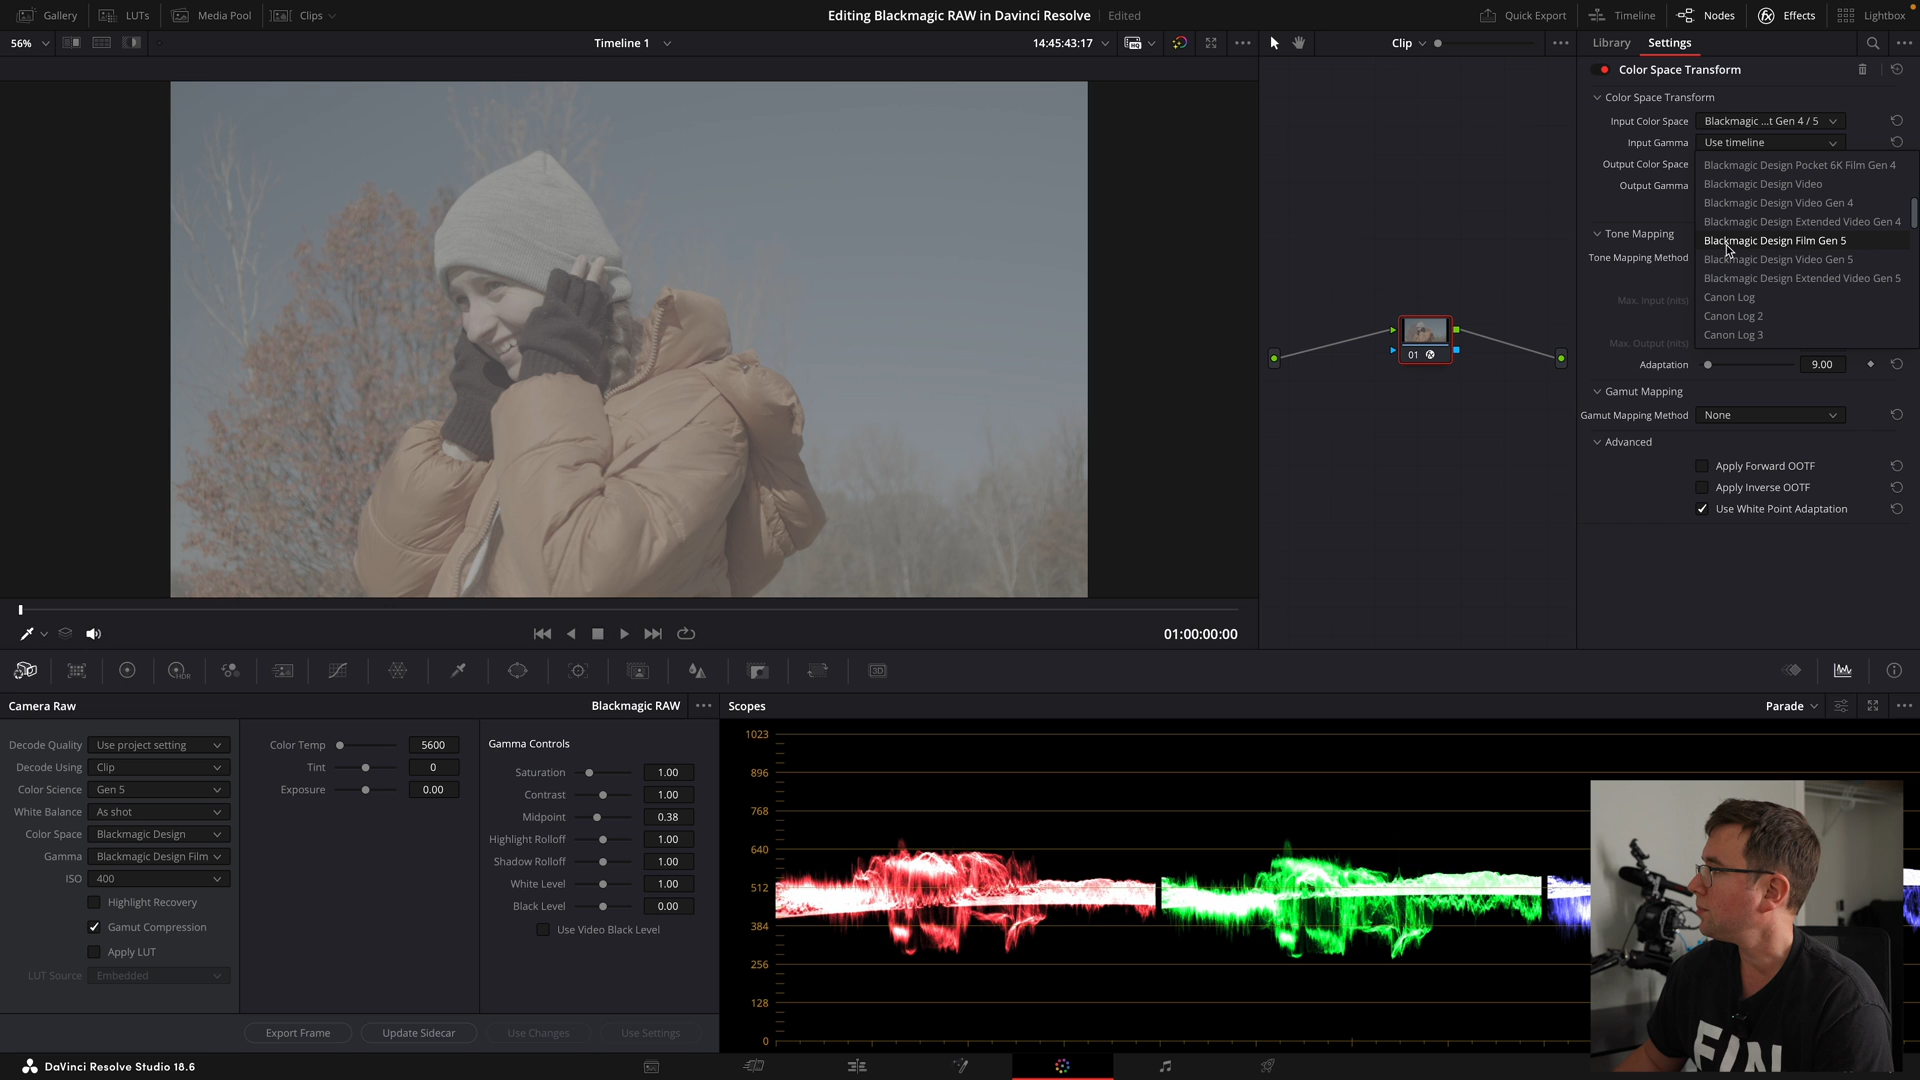 Gallery LUTs Media Pool Clips Editing Blackmagic RAW in Davinci Resolve Edited Quick Export Timeline Nodes Effects Lightbox
56% Timeline 1 14:45:43:17 Clip Library Settings
Color Space Transform
Color Space Transform
Input Color Space Blackmagic ...t Gen 4 / 5
Input Gamma Use timeline
Output Color Space
Output Gamma
Blackmagic Design Pocket 6K Film Gen 4
Blackmagic Design Video
Blackmagic Design Video Gen 4
Blackmagic Design Extended Video Gen 4
Blackmagic Design Film Gen 5
Blackmagic Design Video Gen 5
Blackmagic Design Extended Video Gen 5
Canon Log
Canon Log 2
Canon Log 3
Tone Mapping
Tone Mapping Method
Max. Input (nits)
Max. Output (nits)
Adaptation 9.00
Gamut Mapping
Gamut Mapping Method None
Advanced
Apply Forward OOTF
Apply Inverse OOTF
Use White Point Adaptation
01
01:00:00:00
HDR
3D
Camera Raw Blackmagic RAW
Decode Quality Use project setting
Decode Using Clip
Color Science Gen 5
White Balance As shot
Color Space Blackmagic Design
Gamma Blackmagic Design Film
ISO 400
Highlight Recovery
Gamut Compression
Apply LUT
LUT Source Embedded
Color Temp 5600
Tint 0
Exposure 0.00
Gamma Controls
Saturation 1.00
Contrast 1.00
Midpoint 0.38
Highlight Rolloff 1.00
Shadow Rolloff 1.00
White Level 1.00
Black Level 0.00
Use Video Black Level
Export Frame Update Sidecar Use Changes Use Settings
Scopes Parade
1023
896
768
640
512
384
256
128
0
DaVinci Resolve Studio 18.6